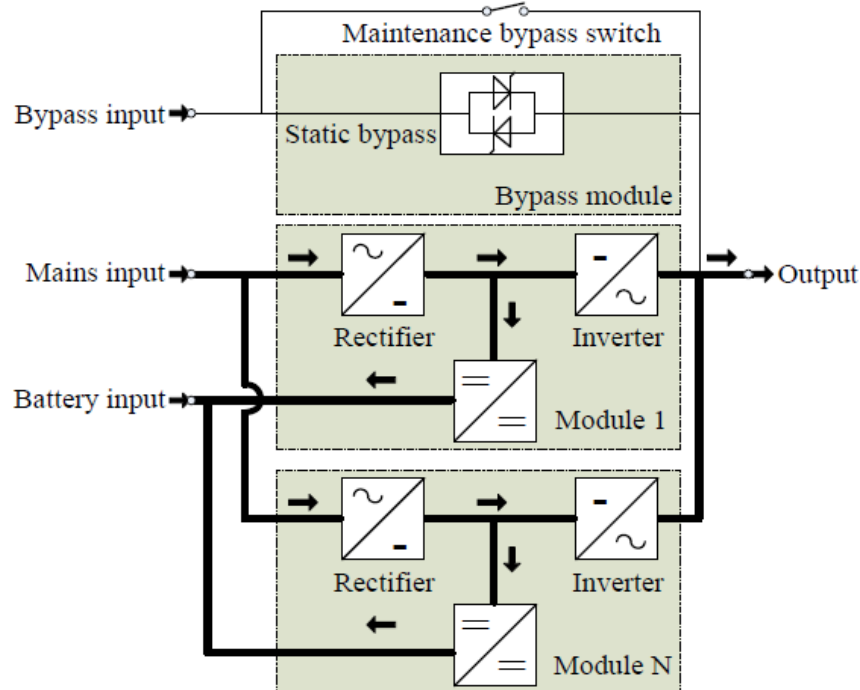 Maintenance bypass switch
Bypass input
Static bypass
Bypass module
Mains input
Output
Rectifier
Inverter
Battery input
Module 1
Rectifier
Inverter
Module N